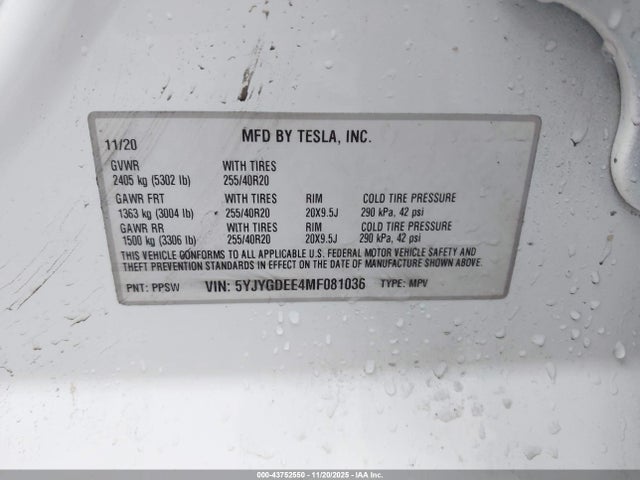 11/20 MFD BY TESLA, INC.
GVWR WITH TIRES
2405 kg (5302 lb) 255/40R20
GAWR FRT WITH TIRES RIM COLD TIRE PRESSURE
1363 kg (3004 lb) 255/40R20 20X9.5J 290 kPa, 42 psi
GAWR RR WITH TIRES RIM COLD TIRE PRESSURE
1500 kg (3306 lb) 255/40R20 20X9.5J 290 kPa, 42 psi
THIS VEHICLE CONFORMS TO ALL APPLICABLE U.S. FEDERAL MOTOR VEHICLE SAFETY AND
THEFT PREVENTION STANDARDS IN EFFECT ON THE DATE OF MANUFACTURE SHOWN ABOVE.
PNT: PPSW VIN: 5YJYGDEE4MF081036 TYPE: MPV
000-43752550 - 11/20/2025 - IAA Inc.